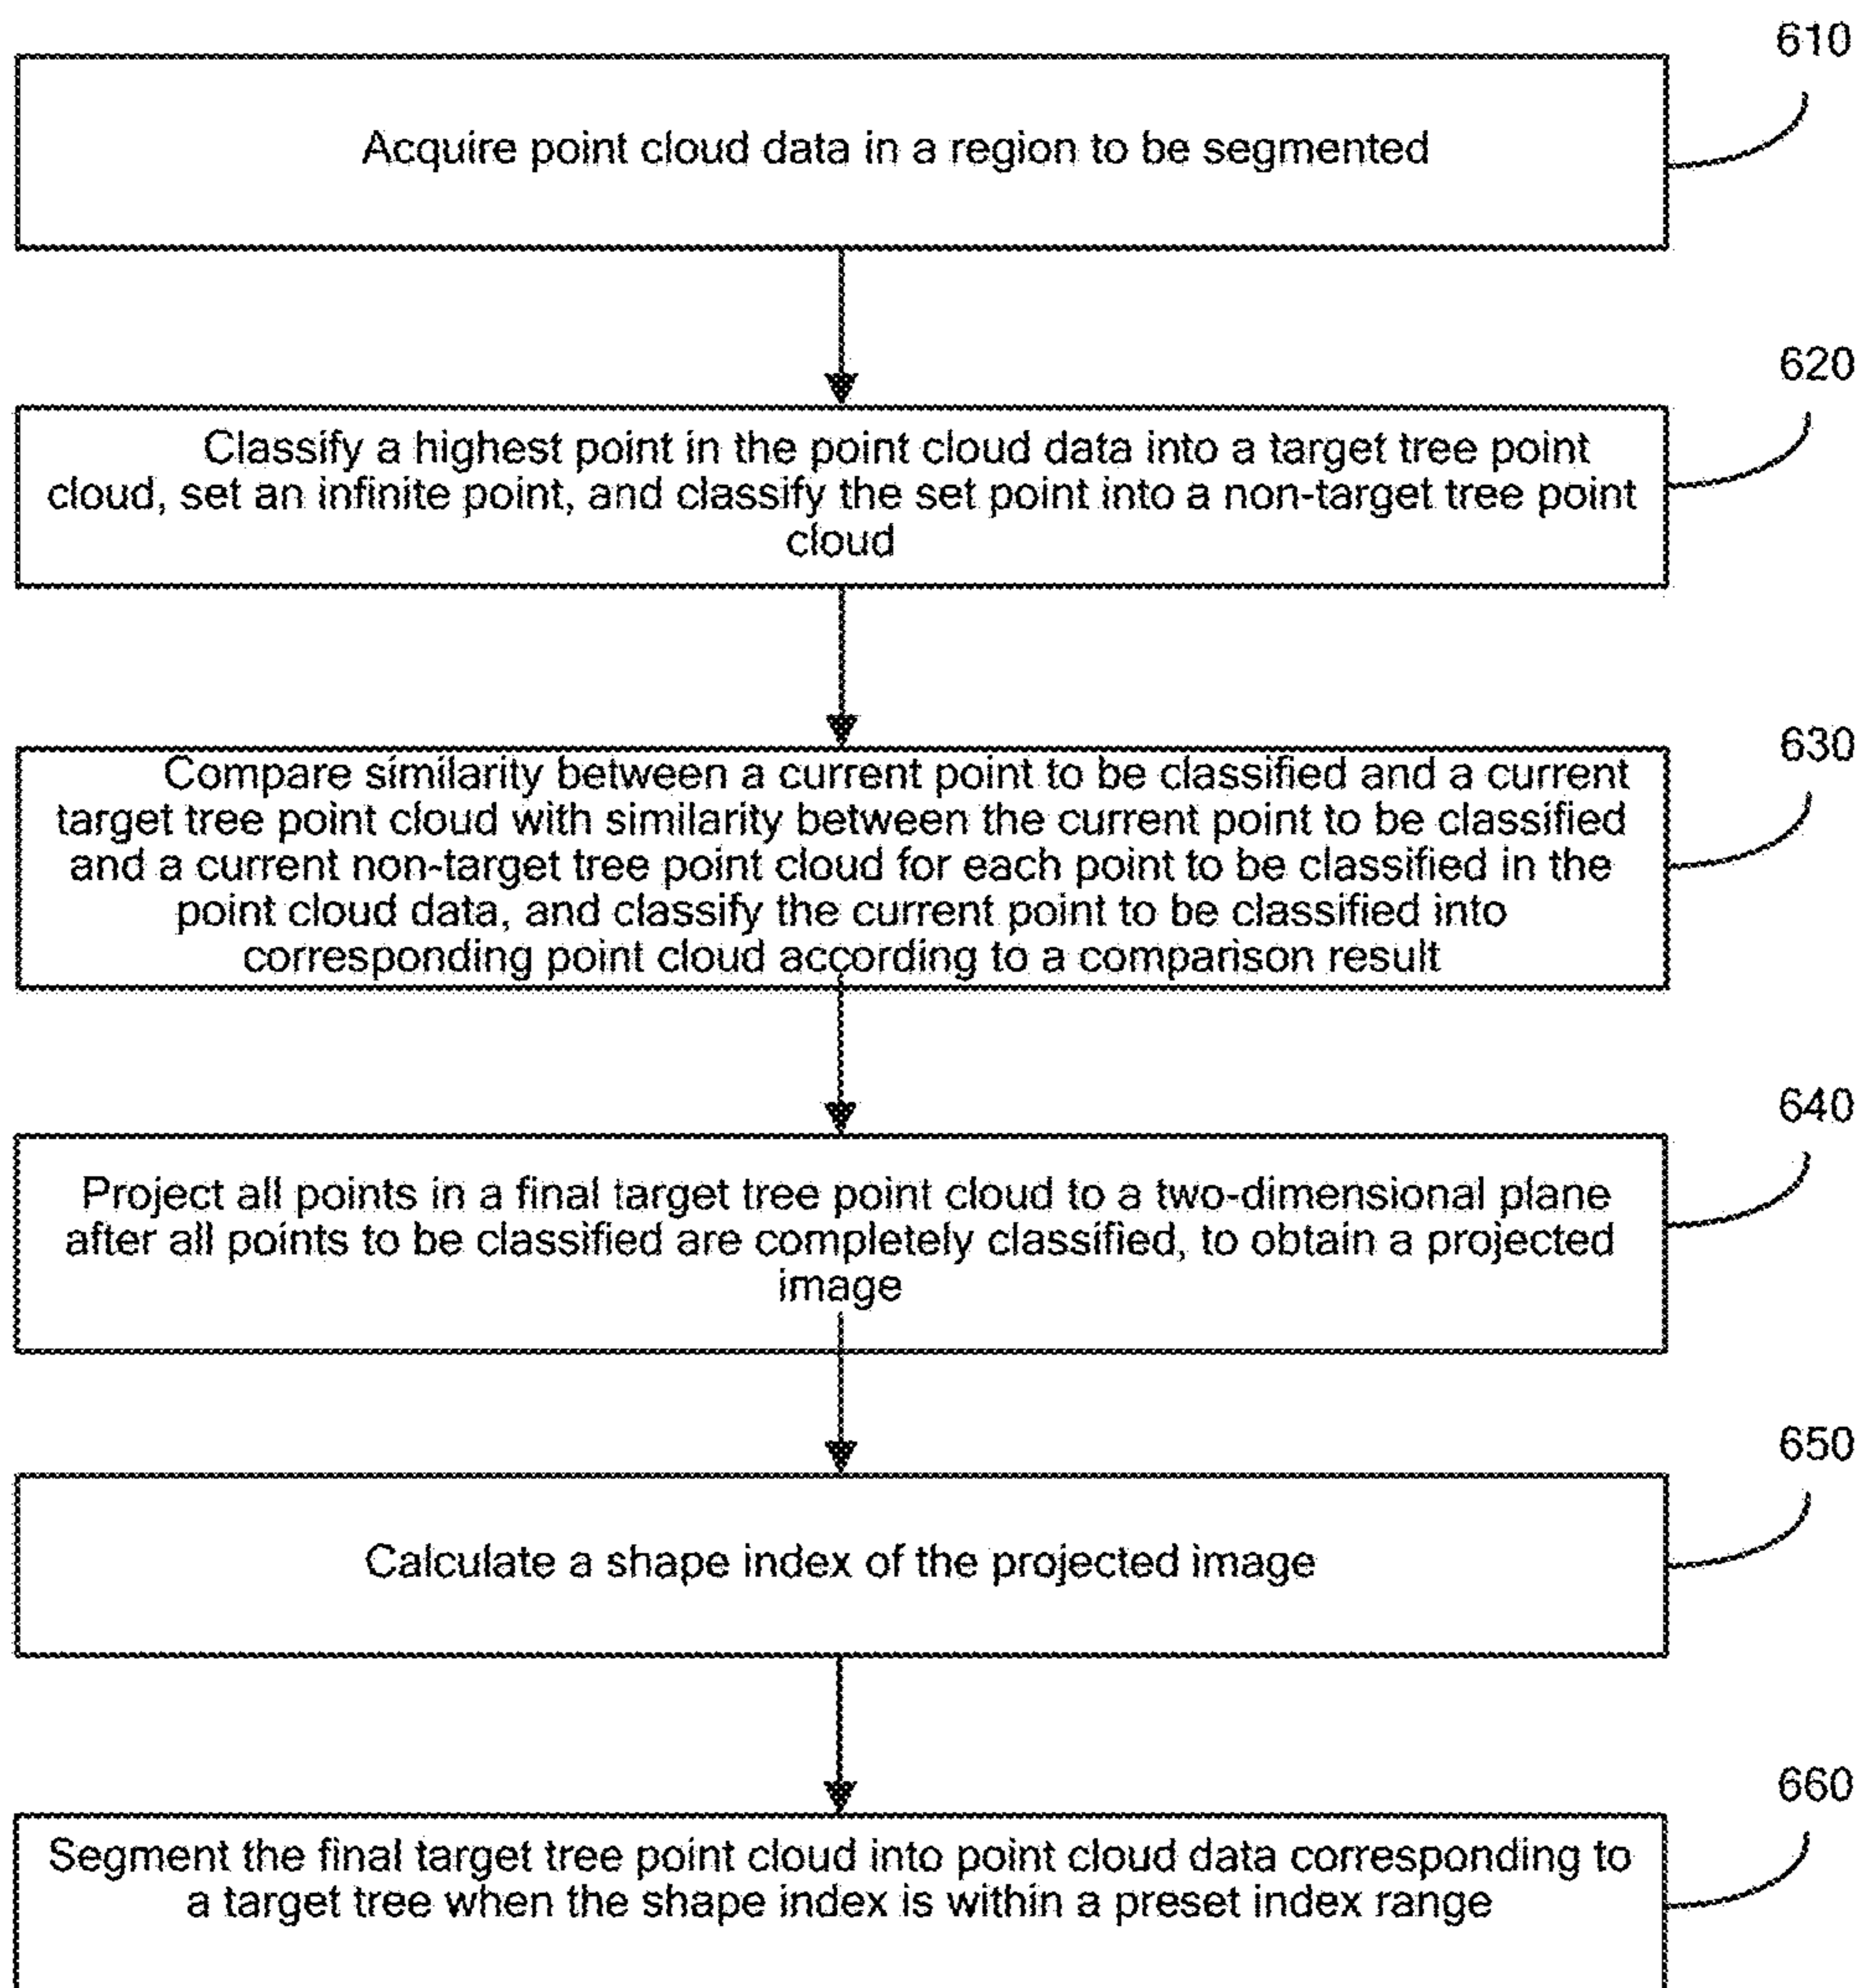 610
Acquire point cloud data in a region to be segmented
620
Classify a highest point in the point cloud data into a target tree point
cloud, set an infinite point, and classify the set point into a non-target tree point
cloud
630
Compare similarity between a current point to be classified and a current
target tree point cloud with similarity between the current point to be classified
and a current non-target tree point cloud for each point to be classified in the
point cloud data, and classify the current point to be classified into
corresponding point cloud according to a comparison result
640
Project all points in a final target tree point cloud to a two-dimensional plane
after all points to be classified are completely classified, to obtain a projected
image
650
Calculate a shape index of the projected image
660
Segment the final target tree point cloud into point cloud data corresponding to
a target tree when the shape index is within a preset index range